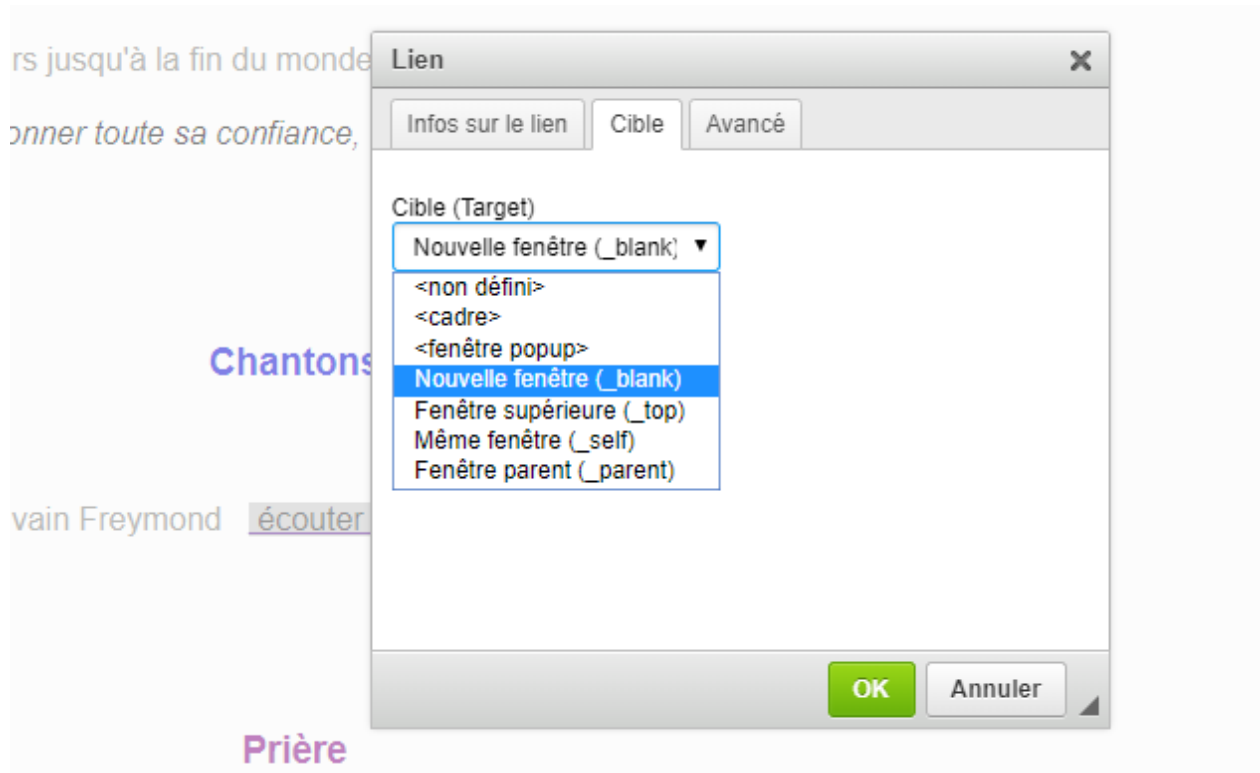 rs jusqu'à la fin du monde
Lien
Infos sur le lien Cible Avancé
onner toute sa confiance,
Cible (Target)
Nouvelle fenêtre (_blank)
<non défini>
<cadre>
<fenêtre popup>
Chantons
Nouvelle fenêtre (_blank)
Fenêtre supérieure (_top)
Même fenêtre (_self)
Fenêtre parent (_parent)
vain Freymond écouter
OK Annuler
Prière